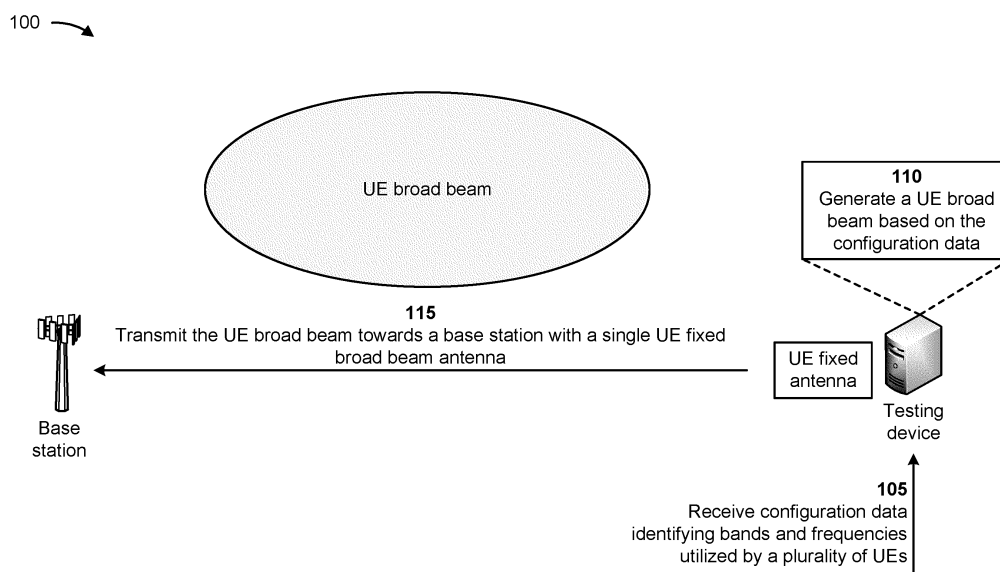 100
UE broad beam
110
Generate a UE broad
beam based on the
configuration data
115
Transmit the UE broad beam towards a base station with a single UE fixed
broad beam antenna
UE fixed
antenna
Base
station
Testing
device
105
Receive configuration data
identifying bands and frequencies
utilized by a plurality of UEs